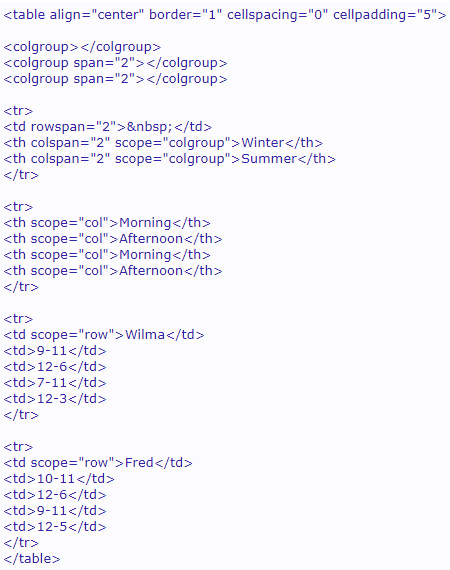 <table align="center" border="1" cellspacing="0" cellpadding="5">
<colgroup></colgroup>
<colgroup span="2"></colgroup>
<colgroup span="2"></colgroup>
<tr>
<td rowspan="2">&nbsp;</td>
<th colspan="2" scope="colgroup">Winter</th>
<th colspan="2" scope="colgroup">Summer</th>
</tr>
<tr>
<th scope="col">Morning</th>
<th scope="col">Afternoon</th>
<th scope="col">Morning</th>
<th scope="col">Afternoon</th>
</tr>
<tr>
<td scope="row">Wilma</td>
<td>9-11</td>
<td>12-6</td>
<td>7-11</td>
<td>12-3</td>
</tr>
<tr>
<td scope="row">Fred</td>
<td>10-11</td>
<td>12-6</td>
<td>9-11</td>
<td>12-5</td>
</tr>
</table>